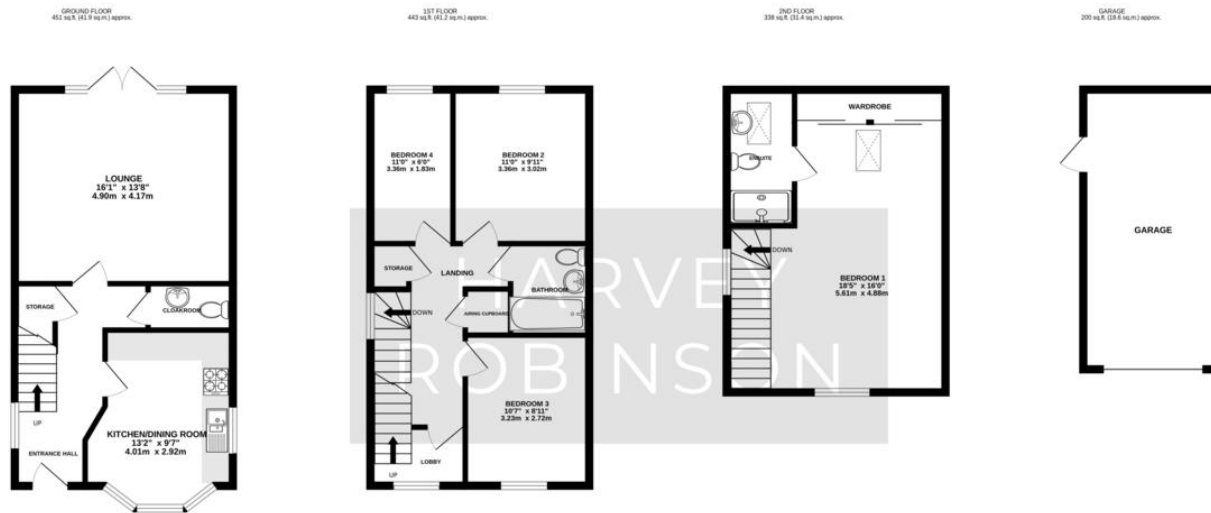 GROUND FLOOR
451 sq.ft. (41.9 sq.m.) approx.
1ST FLOOR
443 sq.ft. (41.2 sq.m.) approx.
2ND FLOOR
338 sq.ft. (31.4 sq.m.) approx.
GARAGE
200 sq.ft. (18.6 sq.m.) approx.
LOUNGE
16'1" x 13'8"
4.90m x 4.17m
STORAGE
CLOAKROOM
UP
KITCHEN/DINING ROOM
13'2" x 9'7"
4.01m x 2.92m
ENTRANCE HALL
BEDROOM 4
11'0" x 6'0"
3.36m x 1.83m
BEDROOM 2
11'0" x 9'11"
3.36m x 3.02m
STORAGE
LANDING
BATHROOM
DOWN
AIRING CUPBOARD
BEDROOM 3
10'7" x 8'11"
3.23m x 2.72m
LOBBY
UP
WARDROBE
ENSUITE
DOWN
BEDROOM 1
18'5" x 16'0"
5.61m x 4.88m
GARAGE
HARVEY
ROBINSON